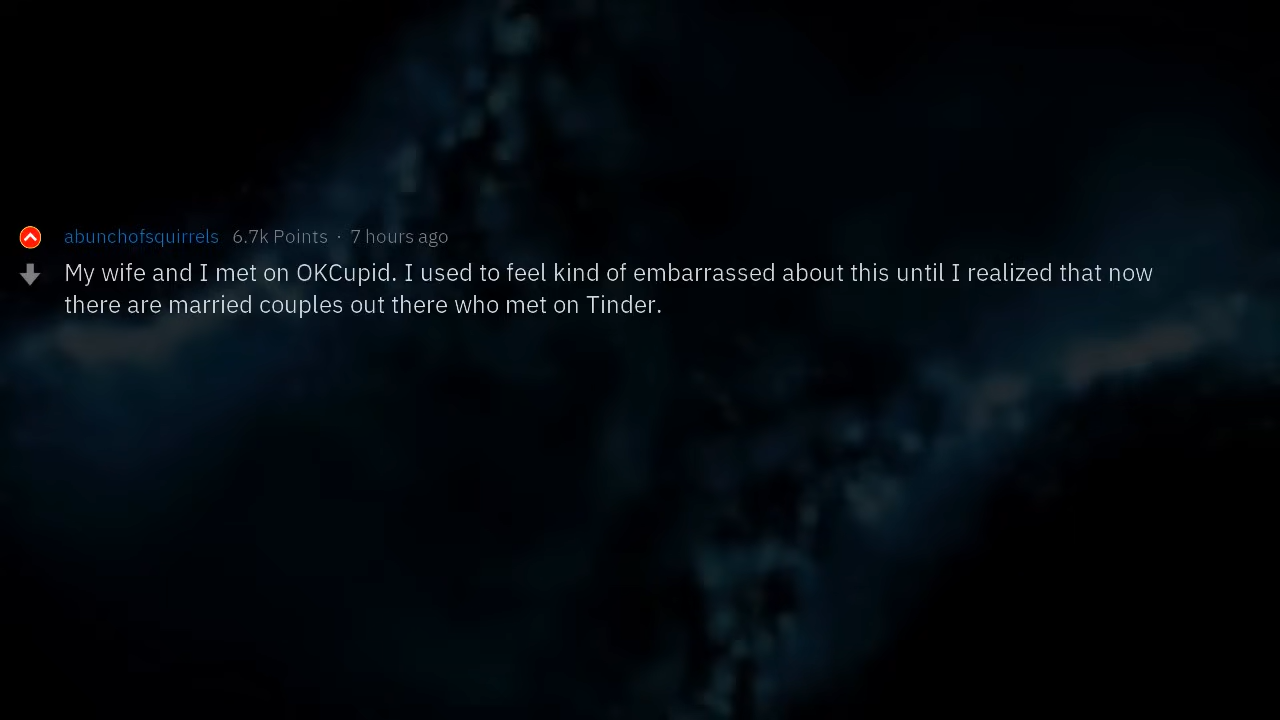 abunchofsquirrels 6.7k Points · 7 hours ago
My wife and I met on OKCupid. I used to feel kind of embarrassed about this until I realized that now
there are married couples out there who met on Tinder.